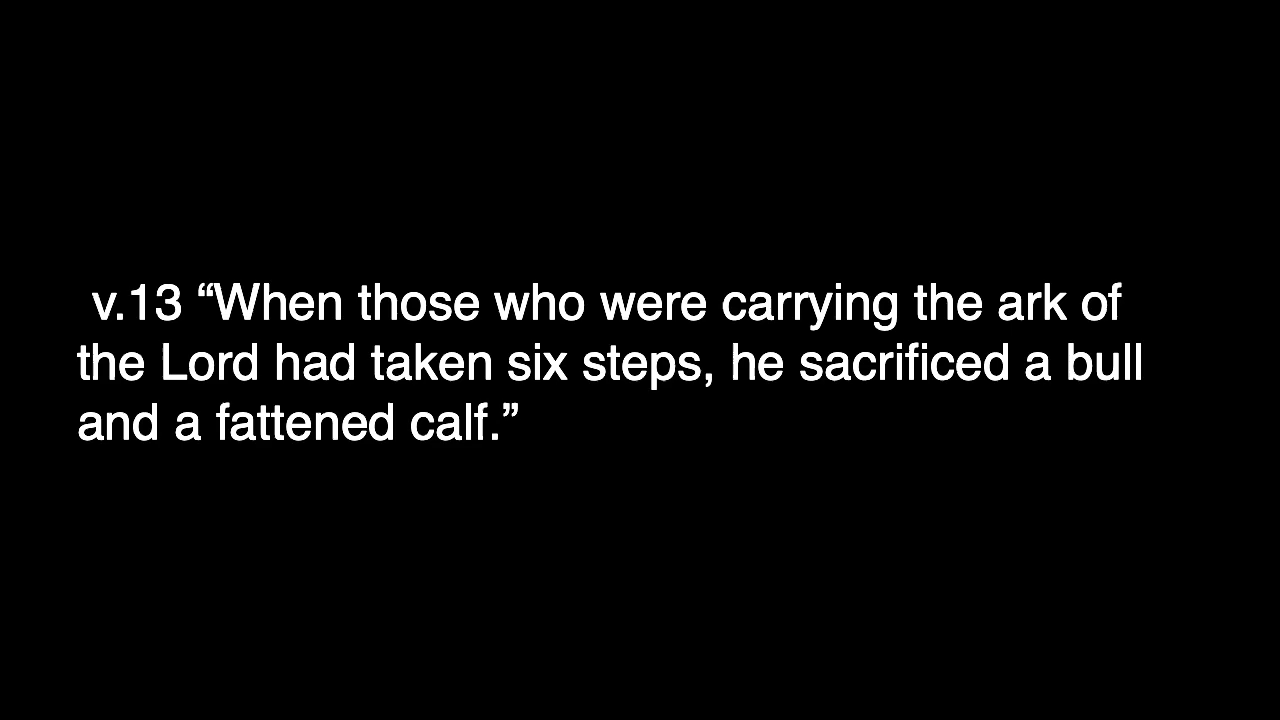 v.13 “When those who were carrying the ark of
the Lord had taken six steps, he sacrificed a bull
and a fattened calf.”